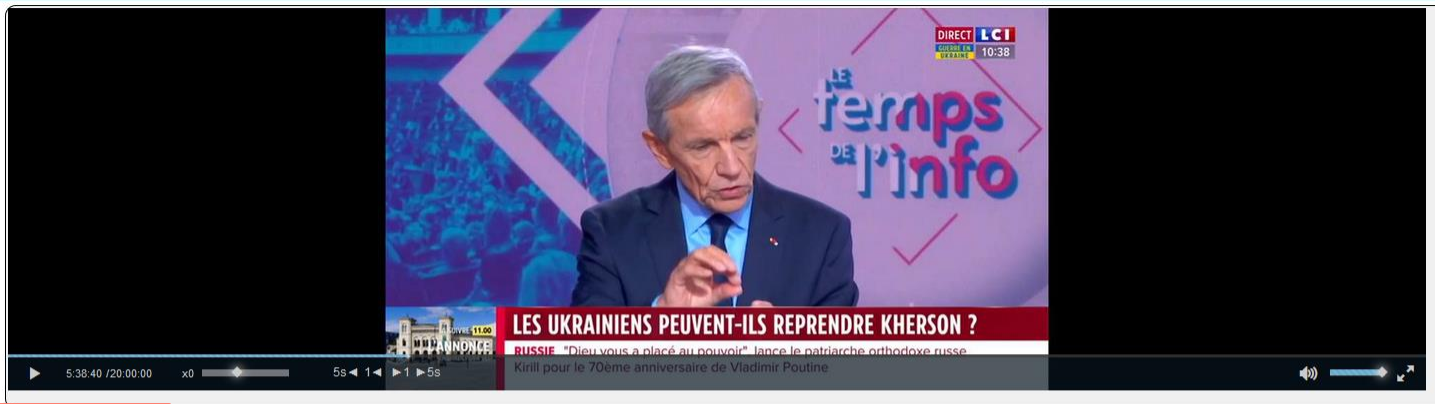 DIRECT LCI
GUERRE EN
UKRAINE
10:38
LE
temps
DE
l'info
LES UKRAINIENS PEUVENT-ILS REPRENDRE KHERSON ?
11.00
L'ANNONCE
RUSSIE "Dieu vous a placé au pouvoir", lance le patriarche orthodoxe russe
Kirill pour le 70ème anniversaire de Vladimir Poutine
5:38:40 /20:00:00
x0
5s◀ 1◀ ▶1 ▶5s